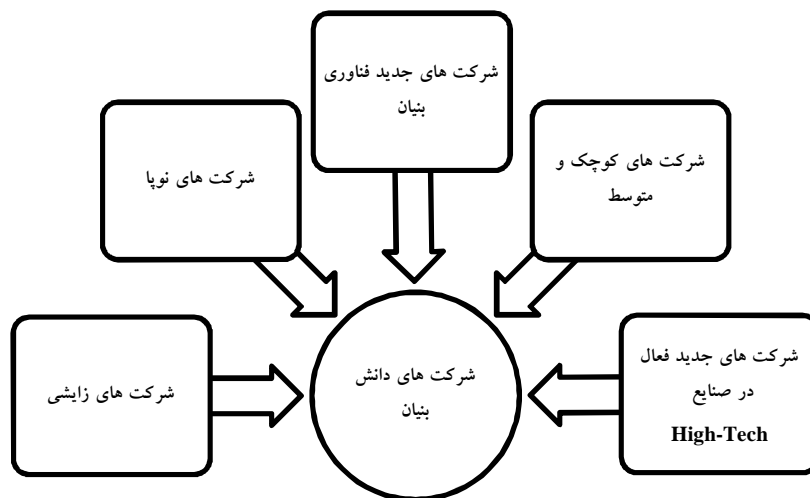 شرکت های جدید فناوری
بنیان
شرکت های کوچک و
متوسط
شرکت های نوپا
شرکت های جدید فعال
در صنایع
High-Tech
شرکت های دانش
بنیان
شرکت های زایشی